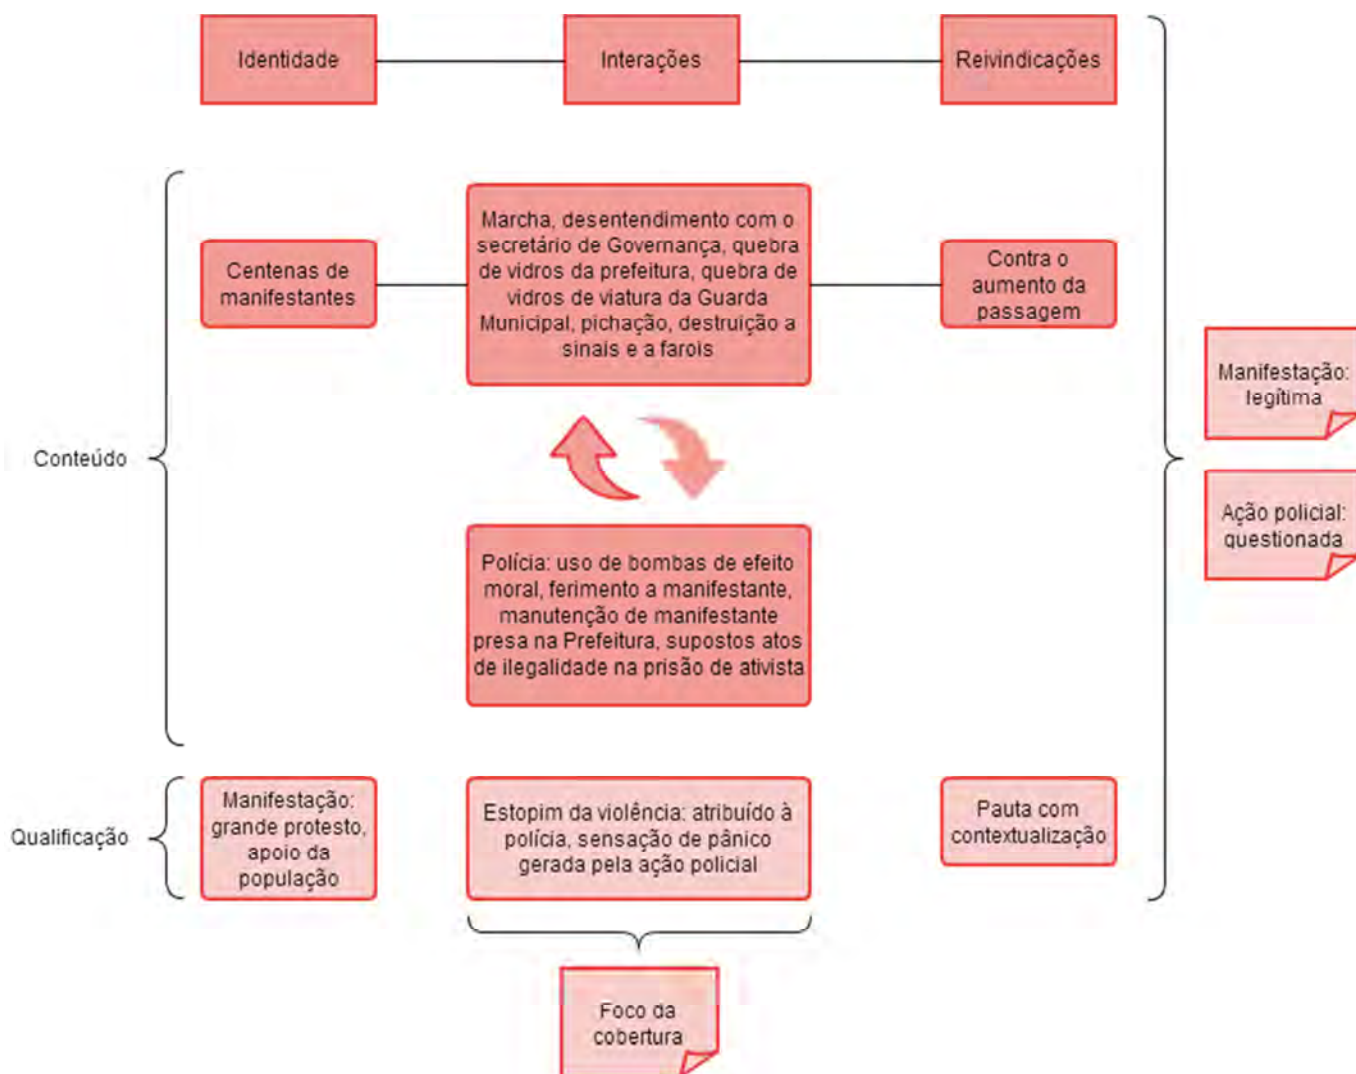 Identidade
Interações
Reivindicações
Conteúdo
Centenas de
manifestantes
Marcha, desentendimento com o
secretário de Governança, quebra
de vidros da prefeitura, quebra de
vidros de viatura da Guarda
Municipal, pichação, destruição a
sinais e a farois
Contra o
aumento da
passagem
Polícia: uso de bombas de efeito
moral, ferimento a manifestante,
manutenção de manifestante
presa na Prefeitura, supostos atos
de ilegalidade na prisão de ativista
Manifestação:
legítima
Ação policial:
questionada
Qualificação
Manifestação:
grande protesto,
apoio da
população
Estopim da violência: atribuído à
polícia, sensação de pânico
gerada pela ação policial
Pauta com
contextualização
Foco da
cobertura